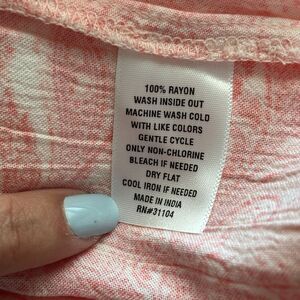 100% RAYON
WASH INSIDE OUT
MACHINE WASH COLD
WITH LIKE COLORS
GENTLE CYCLE
ONLY NON-CHLORINE
BLEACH IF NEEDED
DRY FLAT
COOL IRON IF NEEDED
MADE IN INDIA
RN#31104